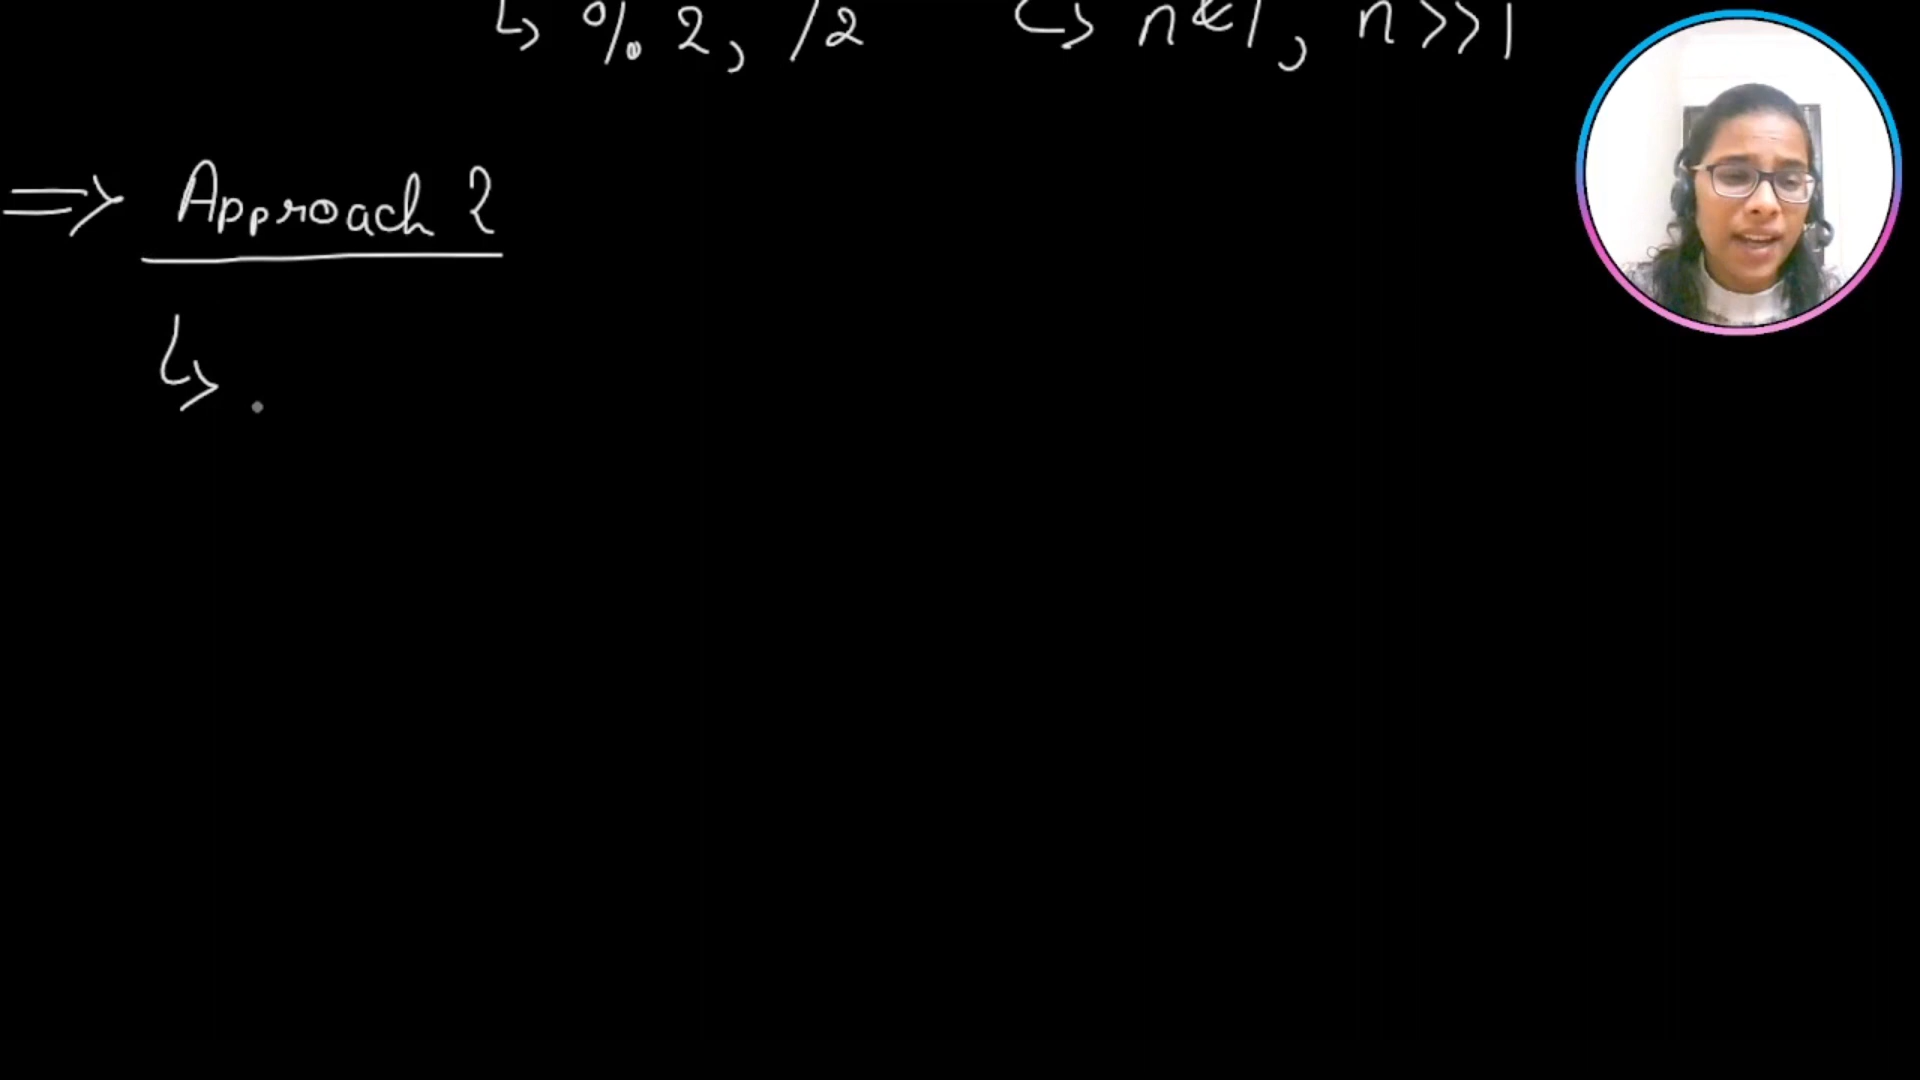 ↳ % 2, /2 ↳ n&1, n>>1
=> Approach 2
↳